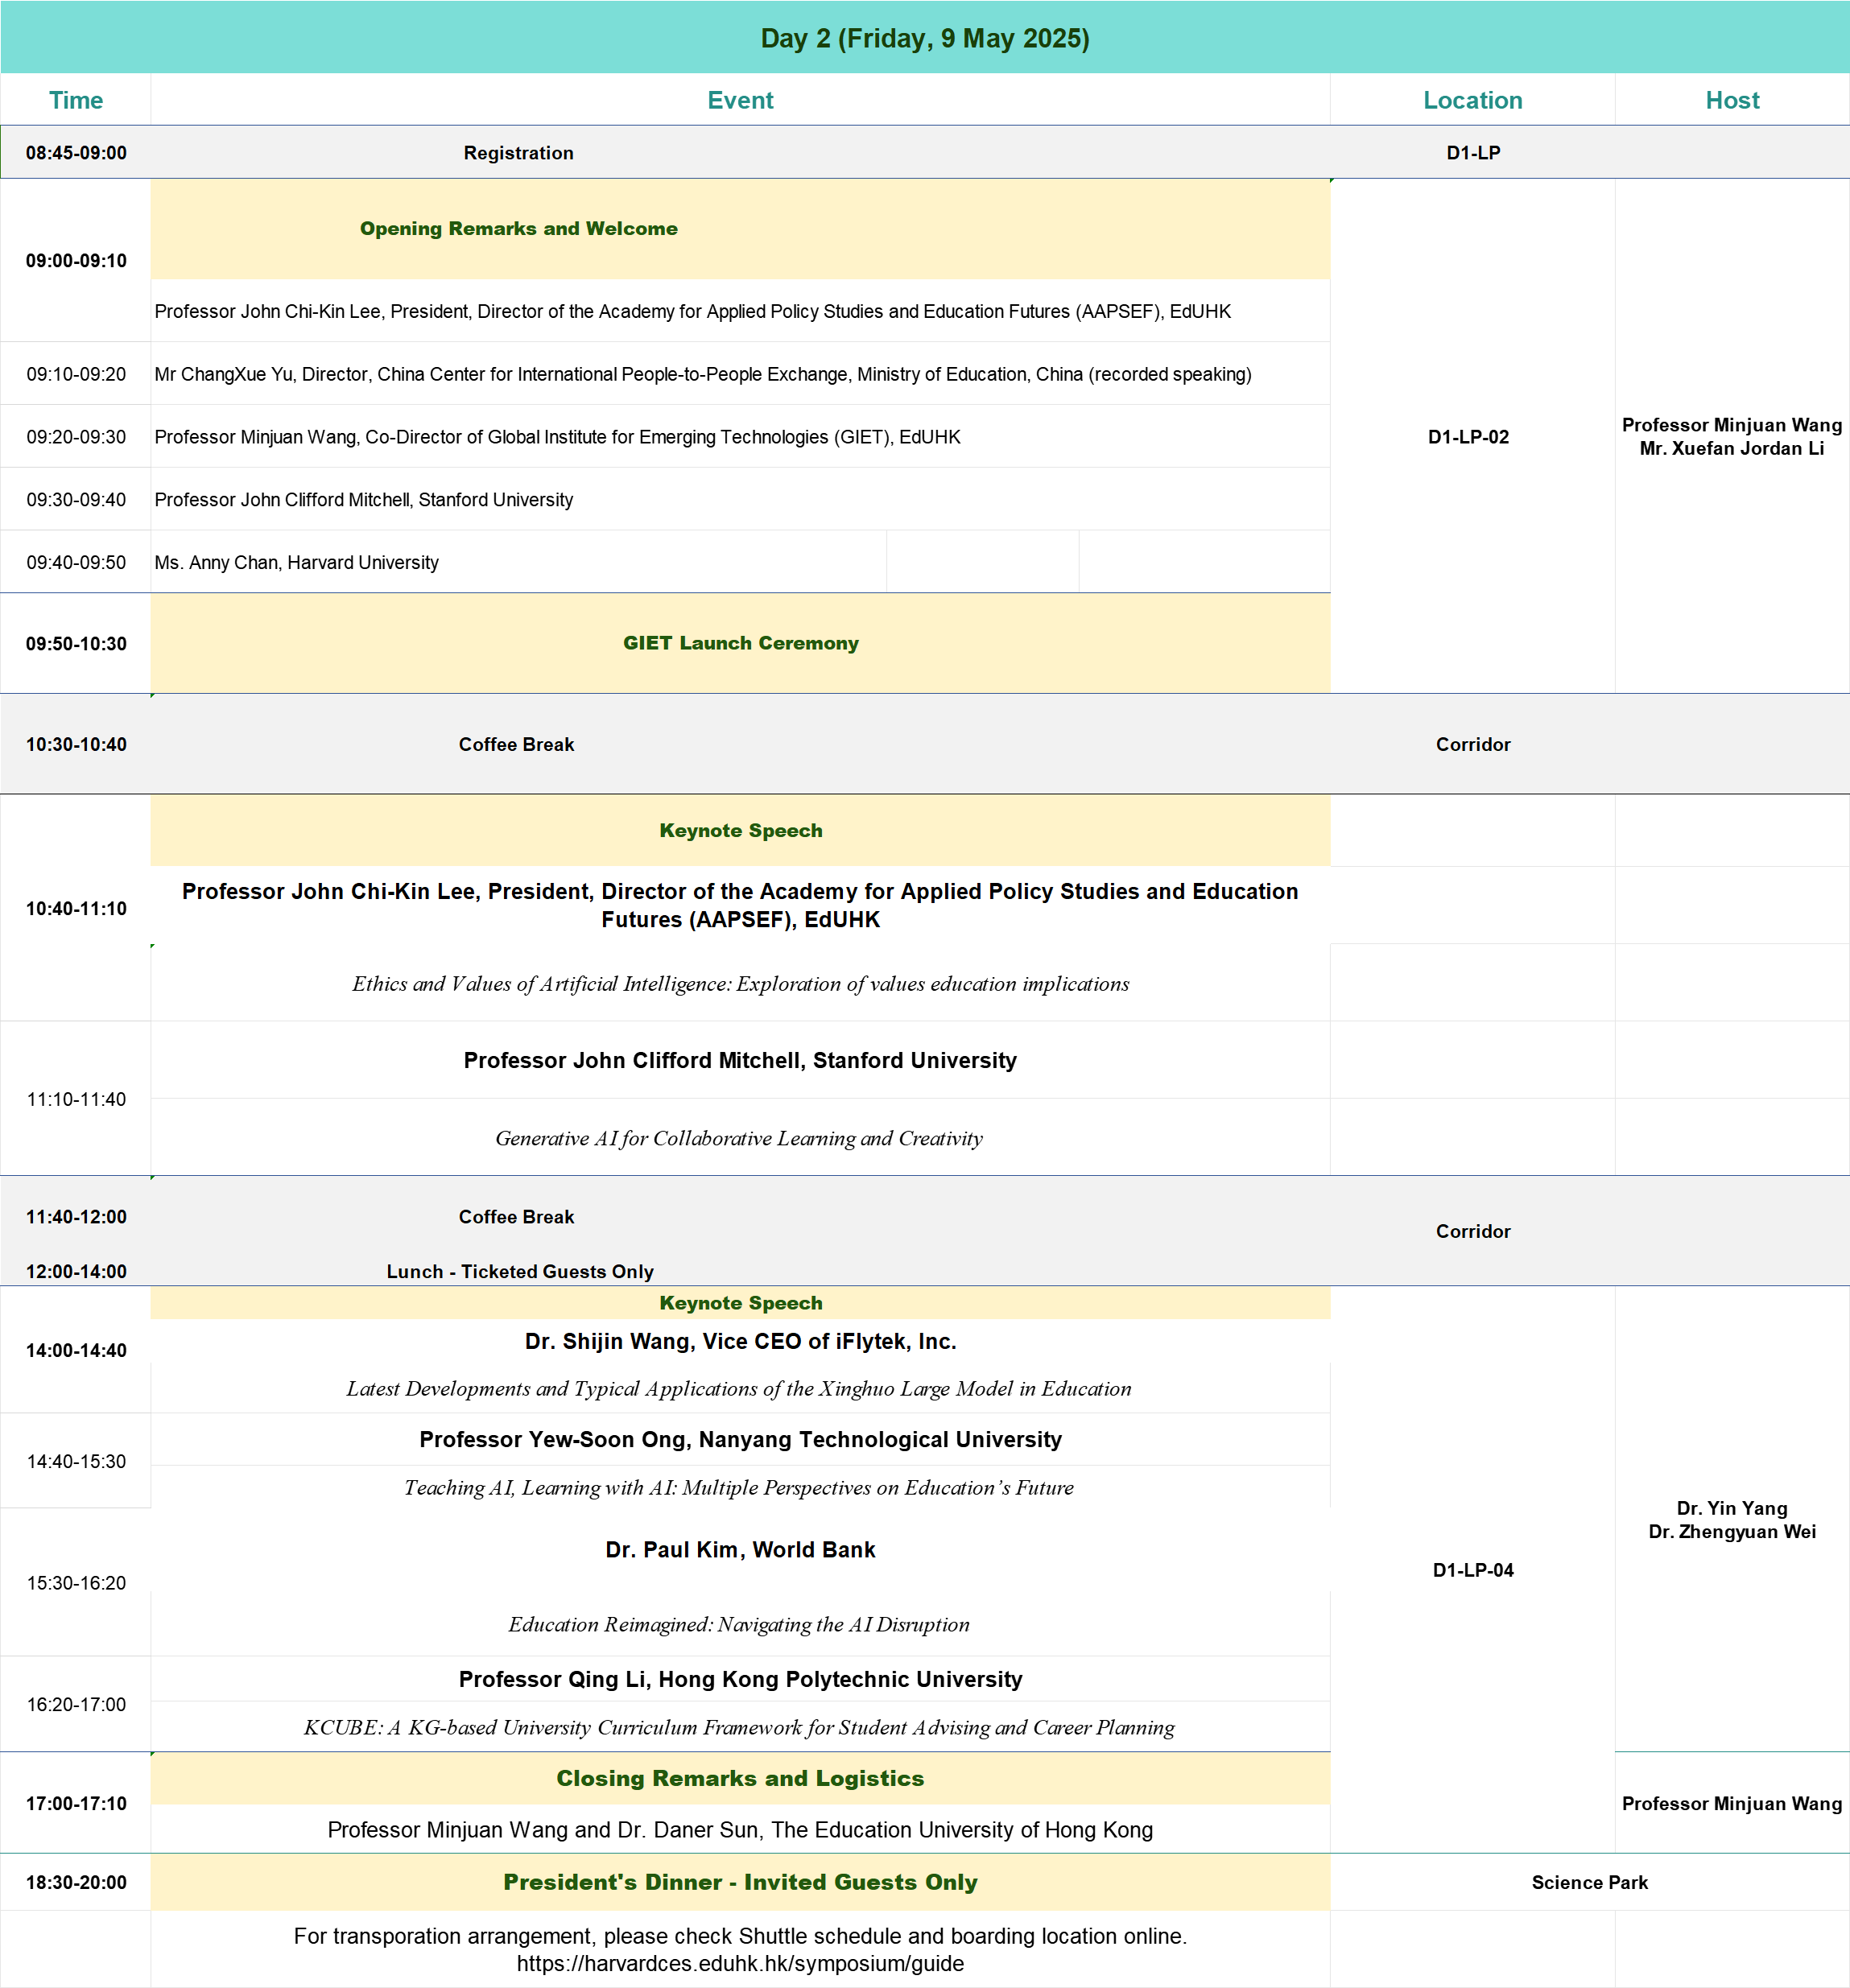 Day 2 (Friday, 9 May 2025)
Time Event Location Host
08:45-09:00 Registration D1-LP
09:00-09:10
Opening Remarks and Welcome
Professor John Chi-Kin Lee, President, Director of the Academy for Applied Policy Studies and Education Futures (AAPSEF), EdUHK
09:10-09:20 Mr ChangXue Yu, Director, China Center for International People-to-People Exchange, Ministry of Education, China (recorded speaking)
09:20-09:30 Professor Minjuan Wang, Co-Director of Global Institute for Emerging Technologies (GIET), EdUHK
D1-LP-02
Professor Minjuan Wang
Mr. Xuefan Jordan Li
09:30-09:40 Professor John Clifford Mitchell, Stanford University
09:40-09:50 Ms. Anny Chan, Harvard University
09:50-10:30 GIET Launch Ceremony
10:30-10:40 Coffee Break Corridor
10:40-11:10
Keynote Speech
Professor John Chi-Kin Lee, President, Director of the Academy for Applied Policy Studies and Education
Futures (AAPSEF), EdUHK
Ethics and Values of Artificial Intelligence: Exploration of values education implications
11:10-11:40
Professor John Clifford Mitchell, Stanford University
Generative AI for Collaborative Learning and Creativity
11:40-12:00 Coffee Break
Corridor
12:00-14:00 Lunch - Ticketed Guests Only
Keynote Speech
14:00-14:40
Dr. Shijin Wang, Vice CEO of iFlytek, Inc.
Latest Developments and Typical Applications of the Xinghuo Large Model in Education
14:40-15:30
Professor Yew-Soon Ong, Nanyang Technological University
Teaching AI, Learning with AI: Multiple Perspectives on Education’s Future
Dr. Yin Yang
Dr. Zhengyuan Wei
15:30-16:20
Dr. Paul Kim, World Bank
D1-LP-04
Education Reimagined: Navigating the AI Disruption
16:20-17:00
Professor Qing Li, Hong Kong Polytechnic University
KCUBE: A KG-based University Curriculum Framework for Student Advising and Career Planning
17:00-17:10
Closing Remarks and Logistics
Professor Minjuan Wang
Professor Minjuan Wang and Dr. Daner Sun, The Education University of Hong Kong
18:30-20:00 President's Dinner - Invited Guests Only Science Park
For transporation arrangement, please check Shuttle schedule and boarding location online.
https://harvardces.eduhk.hk/symposium/guide